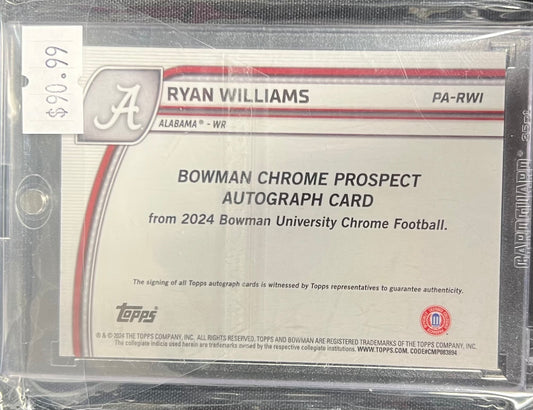 $90.99
A
RYAN WILLIAMS PA-RWI
ALABAMA® - WR
BOWMAN CHROME PROSPECT
AUTOGRAPH CARD
from 2024 Bowman University Chrome Football.
The signing of all Topps autograph cards is witnessed by Topps representatives to guarantee authenticity.
topps
® & © 2024 THE TOPPS COMPANY, INC. ALL RIGHTS RESERVED. TOPPS AND BOWMAN ARE REGISTERED TRADEMARKS OF THE TOPPS COMPANY, INC.
The collegiate indicia used herein are trademarks owned by the respective collegiate institutions. WWW.TOPPS.COM. CODE#CMP083894
CARDGUARD®